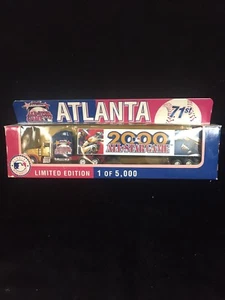 ATLANTA
71st
2000
ALL-STAR GAME
LIMITED EDITION
1 OF 5,000